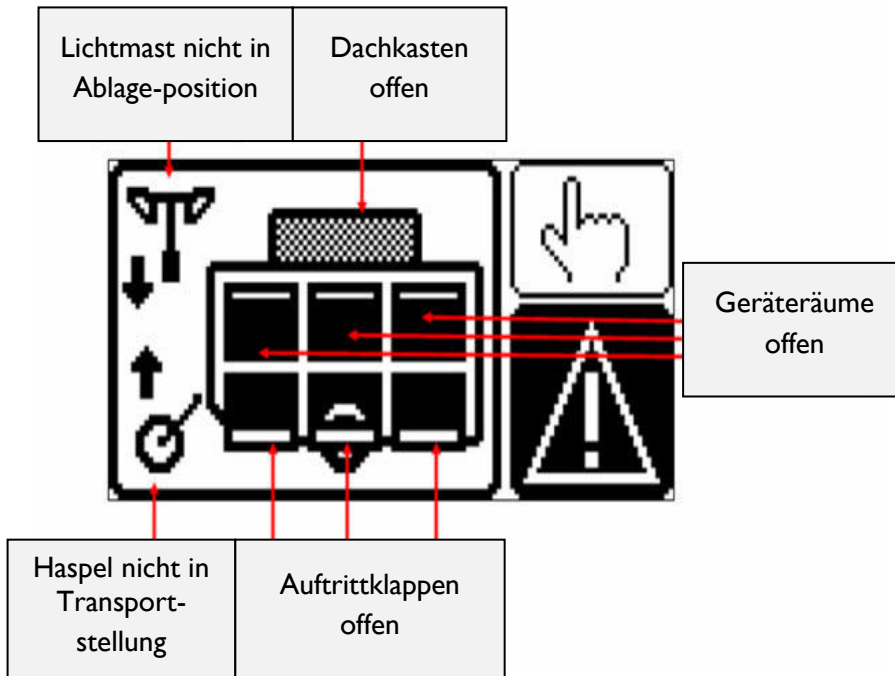 Lichtmast nicht in
Ablage-position
Dachkasten
offen
Geräteräume
offen
Haspel nicht in
Transport-
stellung
Auftrittklappen
offen